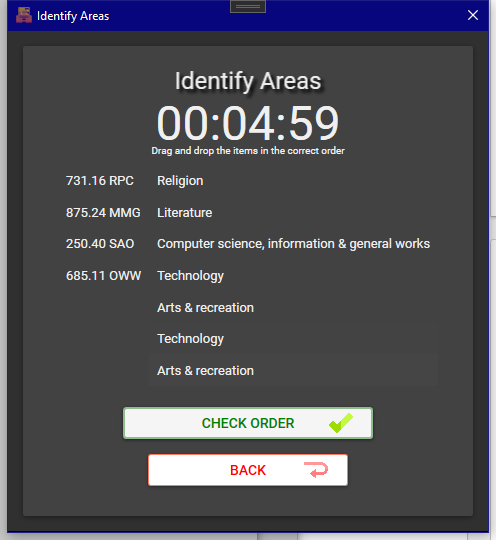 Identify Areas
Identify Areas
00:04:59
Drag and drop the items in the correct order
731.16 RPC Religion
875.24 MMG Literature
250.40 SAO Computer science, information & general works
685.11 OWW Technology
Arts & recreation
Technology
Arts & recreation
CHECK ORDER
BACK